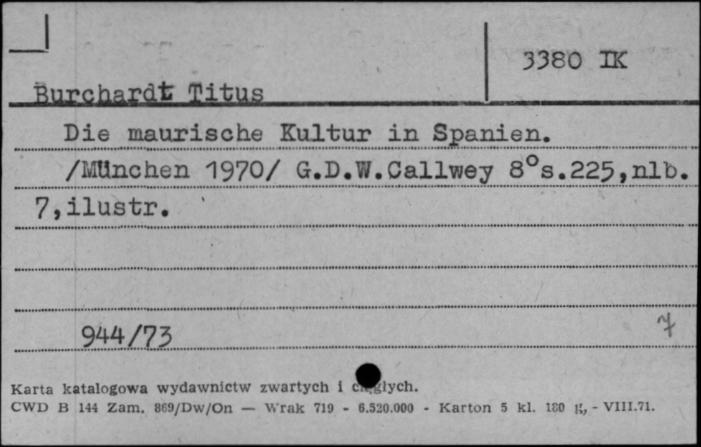 3380 IK
Burchardt Titus
Die maurische Kultur in Spanien.
/München 1970/ G.D.W.Callwey 8°s.225,nlb.
7,ilustr.
944/73
7
Karta katalogowa wydawnictw zwartych i ciągłych.
CWD B 144 Zam. 869/Dw/On — Wrak 719 - 6.520.000 - Karton 5 kl. 180 g, - VIII.71.